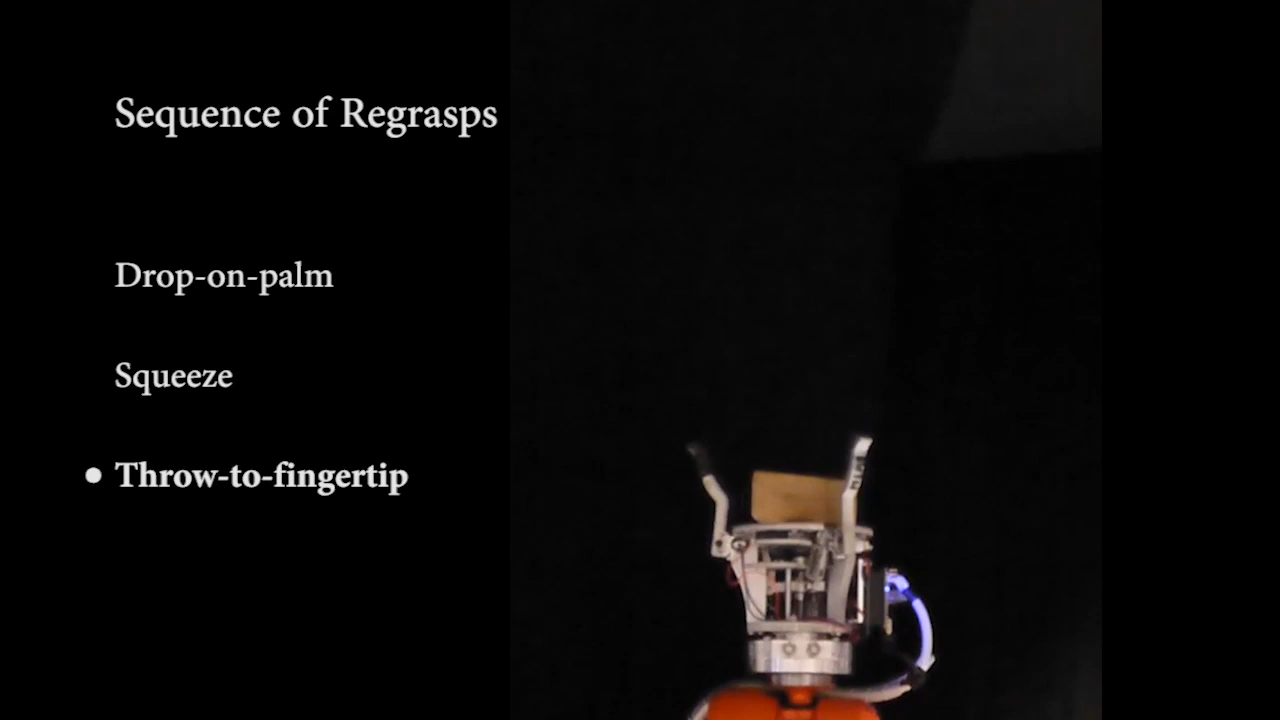 Sequence of Regrasps
Drop-on-palm
Squeeze
• Throw-to-fingertip